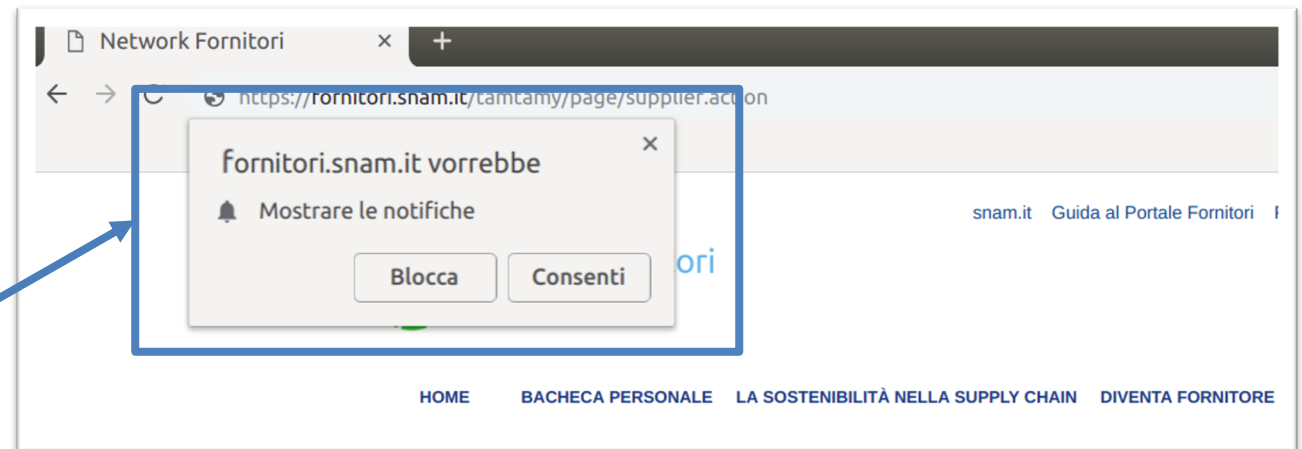 Network Fornitori
https://fornitori.snam.it/tamtamy/page/supplier.action
fornitori.snam.it vorrebbe
Mostrare le notifiche
snam.it Guida al Portale Fornitori
ori
Blocca Consenti
HOME BACHECA PERSONALE LA SOSTENIBILITÀ NELLA SUPPLY CHAIN DIVENTA FORNITORE